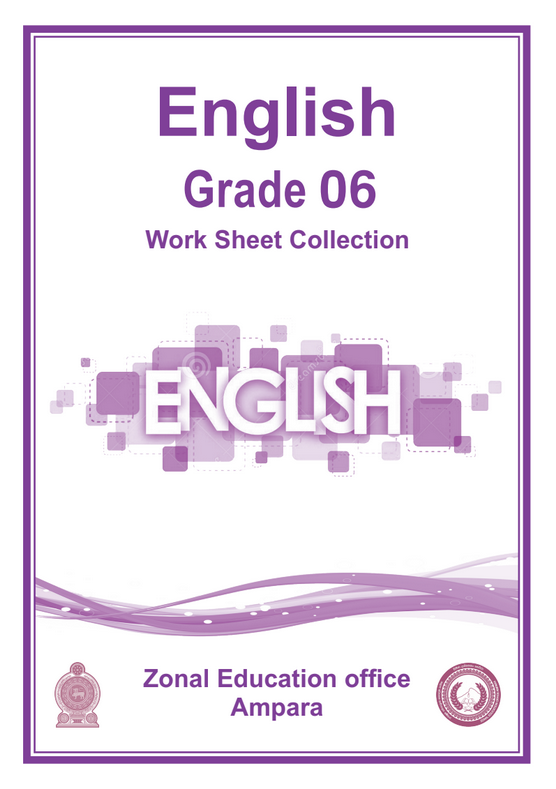 English
Grade 06
Work Sheet Collection
ENGLISH
Zonal Education office
Ampara